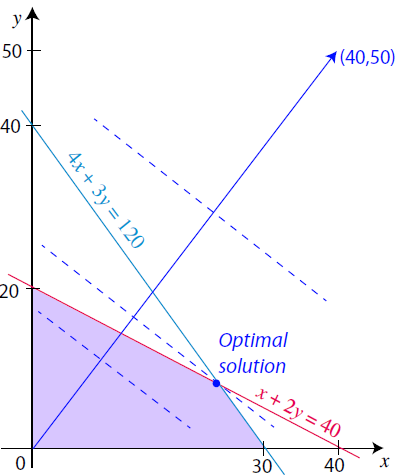 y
50
(40,50)
40
4x + 3y = 120
20
Optimal
solution
x + 2y = 40
0
30
40
x